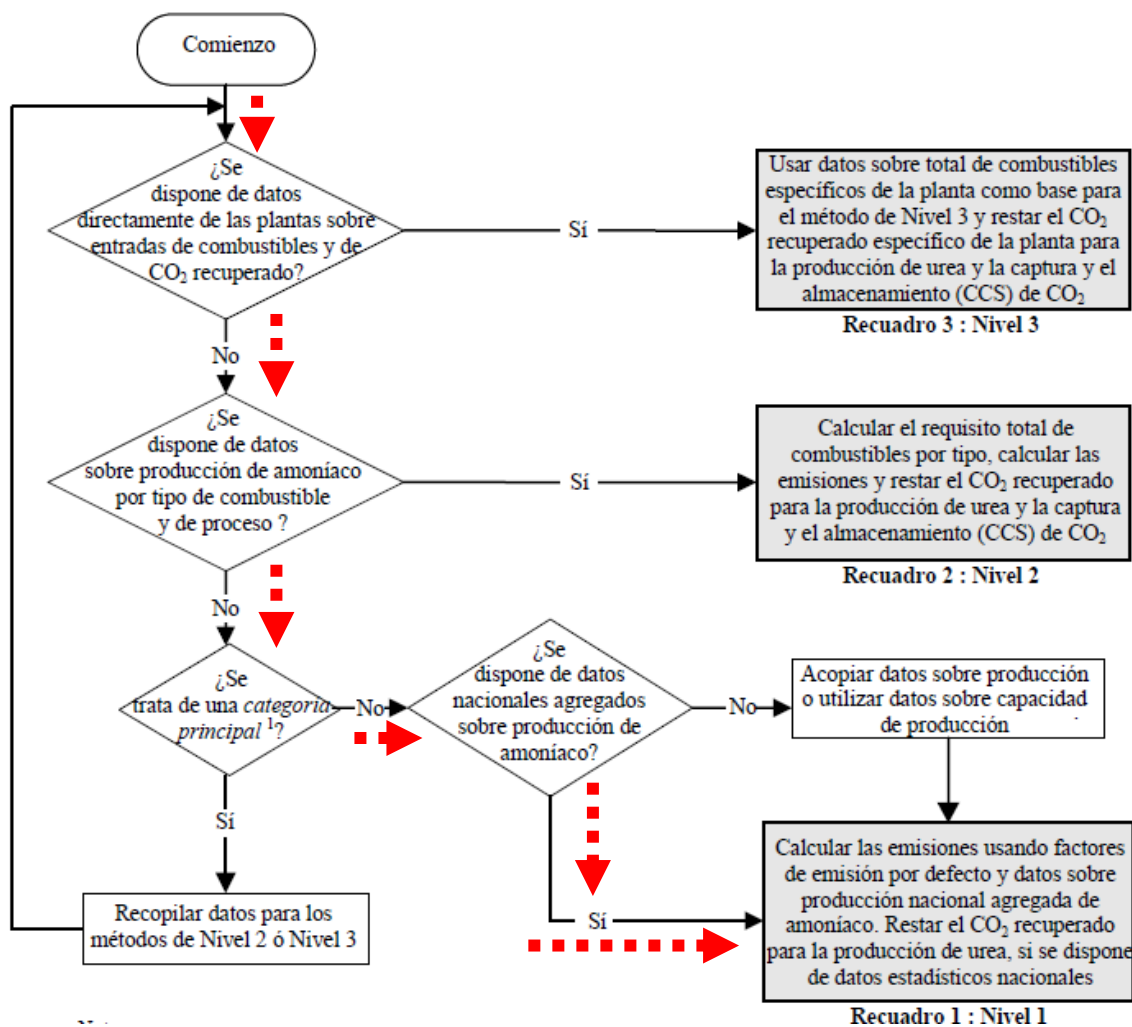 Comienzo
¿Se
dispone de datos
directamente de las plantas sobre
entradas de combustibles y de
CO₂ recuperado?
Sí
Usar datos sobre total de combustibles
específicos de la planta como base
para el método de Nivel 3 y restar el CO₂
recuperado específico de la planta para
la producción de urea y la captura y el
almacenamiento (CCS) de CO₂
Recuadro 3 : Nivel 3
No
¿Se
dispone de datos
sobre producción de amoníaco
por tipo de combustible
y de proceso ?
Sí
Calcular el requisito total de
combustibles por tipo, calcular las
emisiones y restar el CO₂ recuperado
para la producción de urea y la captura
y el almacenamiento (CCS) de CO₂
Recuadro 2 : Nivel 2
No
¿Se
trata de una categoría
principal ¹?
No
¿Se
dispone de datos
nacionales agregados
sobre producción de
amoníaco?
No
Acopiar datos sobre producción
o utilizar datos sobre capacidad
de producción
Sí
Recopilar datos para los
métodos de Nivel 2 ó Nivel 3
Sí
Calcular las emisiones usando factores
de emisión por defecto y datos sobre
producción nacional agregada de
amoníaco. Restar el CO₂ recuperado
para la producción de urea, si se dispone
de datos estadísticos nacionales
Recuadro 1 : Nivel 1